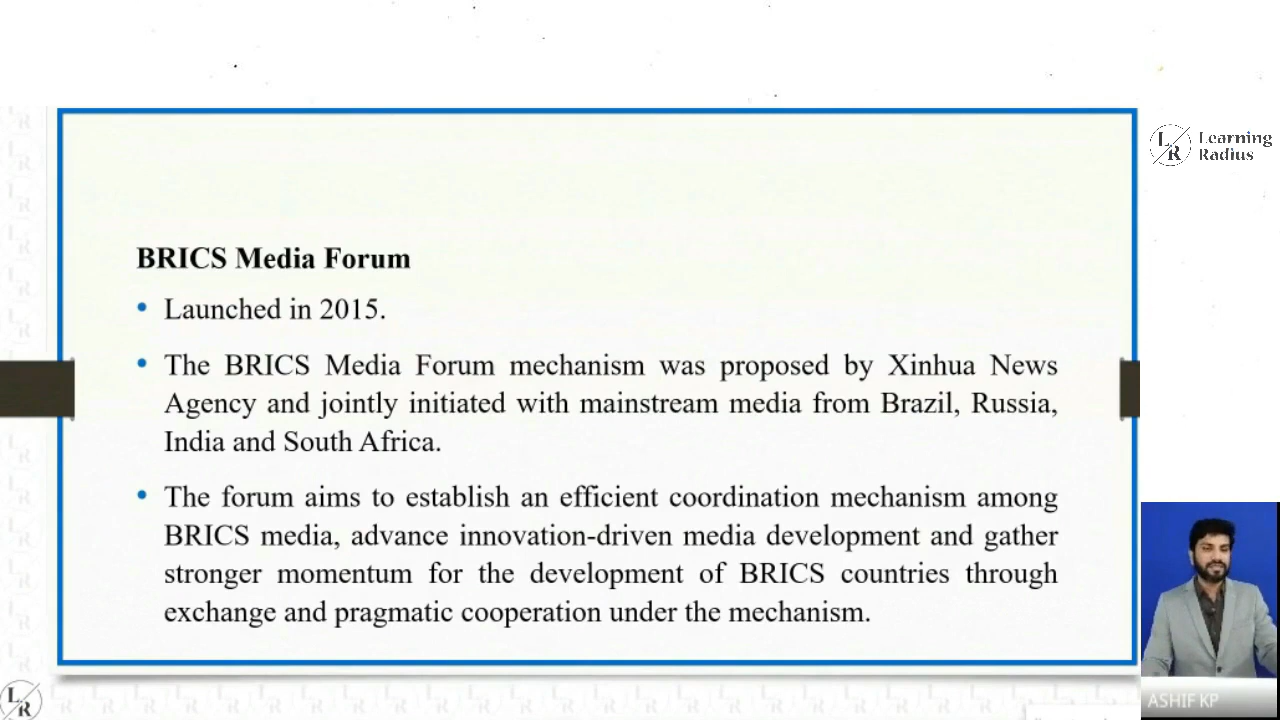 BRICS Media Forum
• Launched in 2015.
• The BRICS Media Forum mechanism was proposed by Xinhua News
Agency and jointly initiated with mainstream media from Brazil, Russia,
India and South Africa.
• The forum aims to establish an efficient coordination mechanism among
BRICS media, advance innovation-driven media development and gather
stronger momentum for the development of BRICS countries through
exchange and pragmatic cooperation under the mechanism.
L/R Learning
Radius
ASHIF KP
L/R